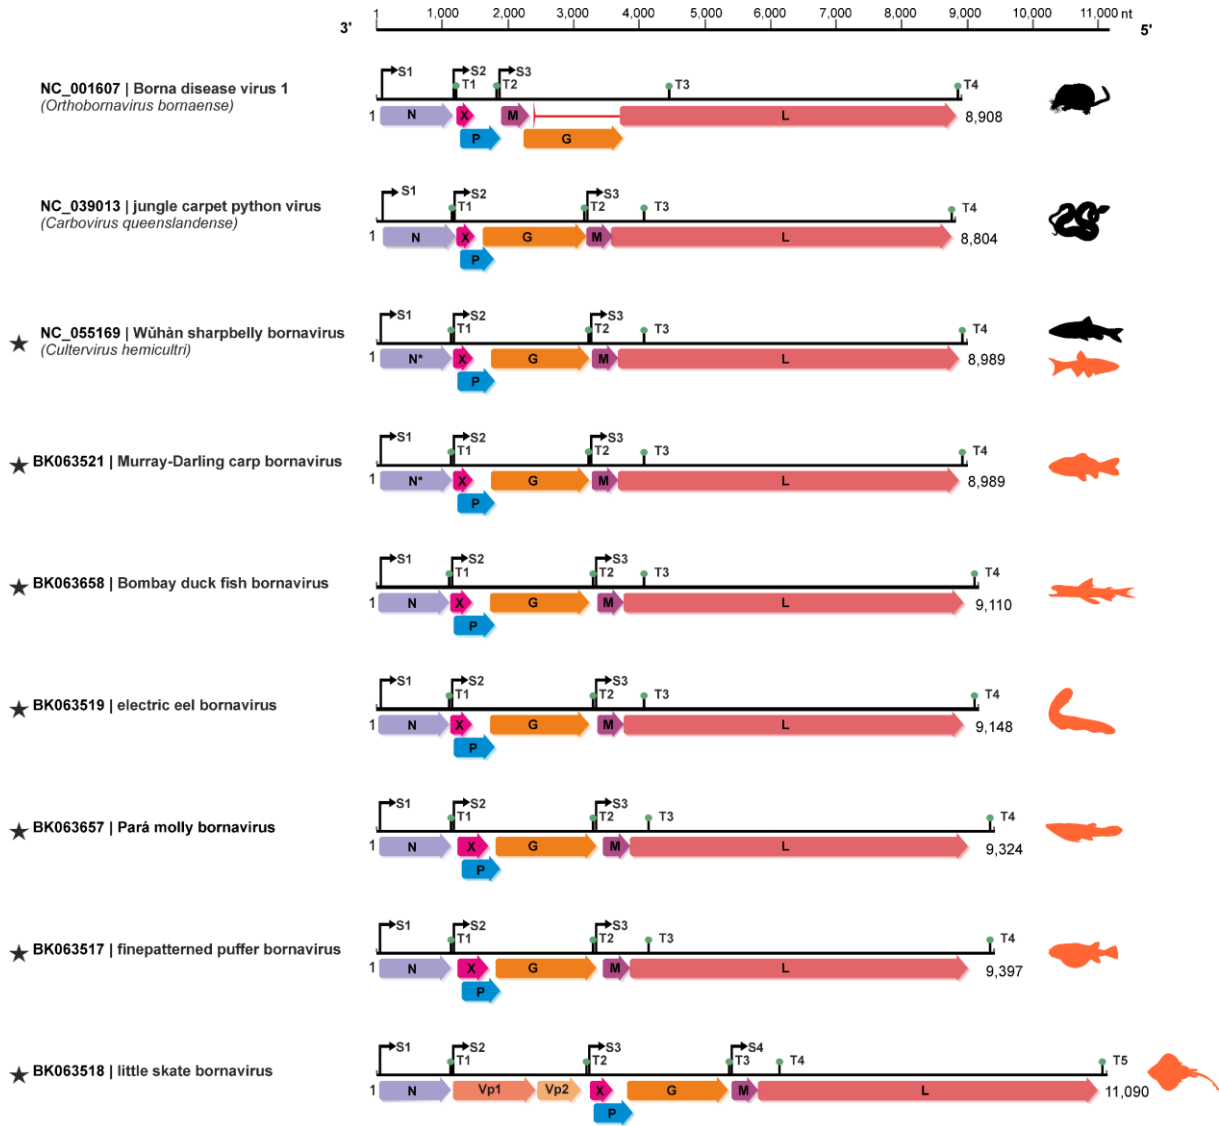 1 1,000 2,000 3,000 4,000 5,000 6,000 7,000 8,000 9,000 10,000 11,000 nt
3' 5'
S1 S2 S3
T1 T2 T3 T4
NC_001607 | Borna disease virus 1
(Orthobornavirus bornaense)
1 N X M L 8,908
P G
S1 S2 S3
T1 T2 T3 T4
NC_039013 | jungle carpet python virus
(Carbovirus queenslandense)
1 N X G M L 8,804
P
S1 S2 S3
T1 T2 T3 T4
NC_055169 | Wǔhàn sharpbelly bornavirus
(Cultervirus hemicultri)
1 N* X G M L 8,989
P
S1 S2 S3
T1 T2 T3 T4
BK063521 | Murray-Darling carp bornavirus
1 N* X G M L 8,989
P
S1 S2 S3
T1 T2 T3 T4
BK063658 | Bombay duck fish bornavirus
1 N X G M L 9,110
P
S1 S2 S3
T1 T2 T3 T4
BK063519 | electric eel bornavirus
1 N X G M L 9,148
P
S1 S2 S3
T1 T2 T3 T4
BK063657 | Pará molly bornavirus
1 N X G M L 9,324
P
S1 S2 S3
T1 T2 T3 T4
BK063517 | finepatterned puffer bornavirus
1 N X G M L 9,397
P
S1 S2 S3 S4
T1 T2 T3 T4 T5
BK063518 | little skate bornavirus
1 N Vp1 Vp2 X G M L 11,090
P